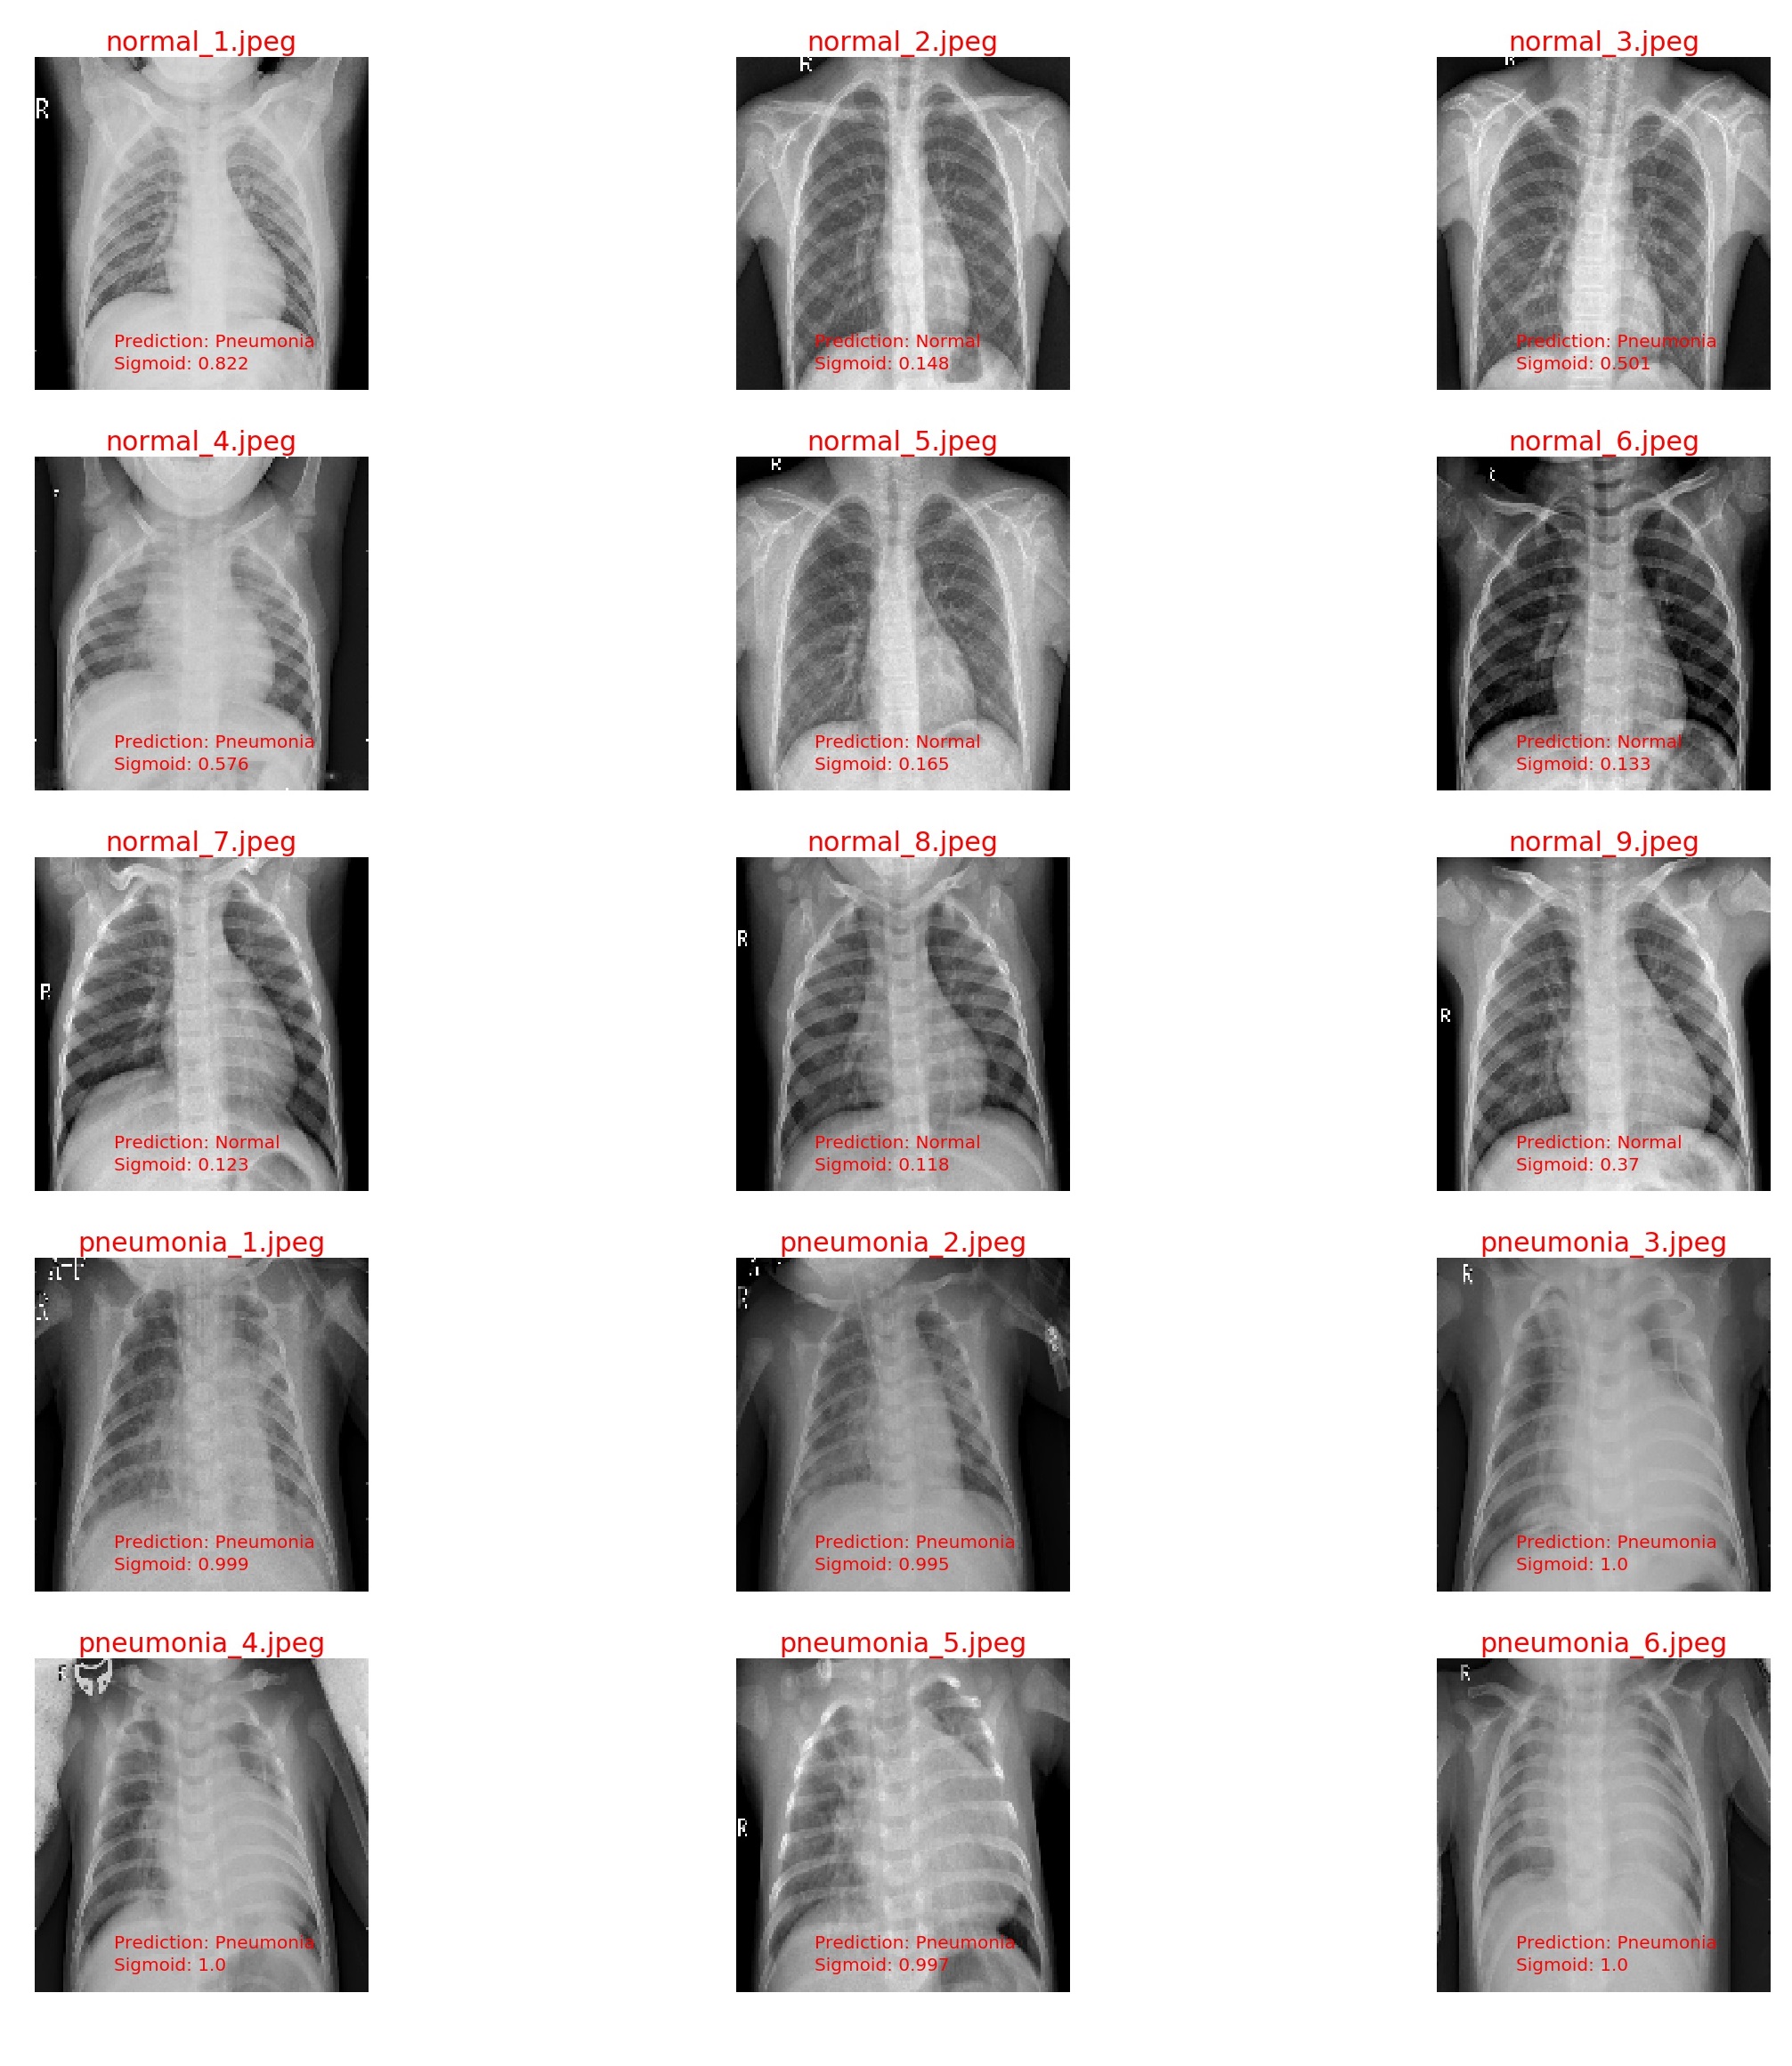 normal_1.jpeg
normal_2.jpeg
normal_3.jpeg
R
R
R
Prediction: Pneumonia
Sigmoid: 0.822
Prediction: Normal
Sigmoid: 0.148
Prediction: Pneumonia
Sigmoid: 0.501
normal_4.jpeg
normal_5.jpeg
normal_6.jpeg
R
Prediction: Pneumonia
Sigmoid: 0.576
Prediction: Normal
Sigmoid: 0.165
Prediction: Normal
Sigmoid: 0.133
normal_7.jpeg
normal_8.jpeg
normal_9.jpeg
R
R
R
Prediction: Normal
Sigmoid: 0.123
Prediction: Normal
Sigmoid: 0.118
Prediction: Normal
Sigmoid: 0.37
pneumonia_1.jpeg
pneumonia_2.jpeg
pneumonia_3.jpeg
R
R
R
Prediction: Pneumonia
Sigmoid: 0.999
Prediction: Pneumonia
Sigmoid: 0.995
Prediction: Pneumonia
Sigmoid: 1.0
pneumonia_4.jpeg
pneumonia_5.jpeg
pneumonia_6.jpeg
R
R
R
Prediction: Pneumonia
Sigmoid: 1.0
Prediction: Pneumonia
Sigmoid: 0.997
Prediction: Pneumonia
Sigmoid: 1.0